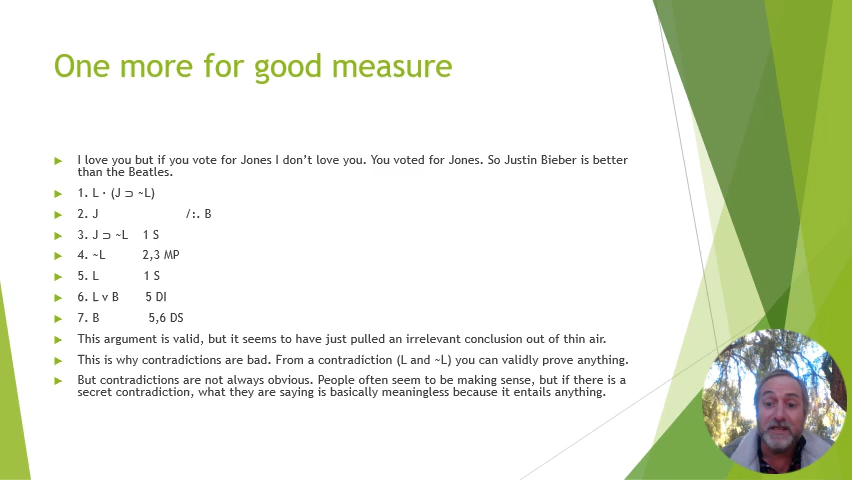 One more for good measure
I love you but if you vote for Jones I don't love you. You voted for Jones. So Justin Bieber is better
than the Beatles.
1. L · (J ⊃ ~L)
2. J /:. B
3. J ⊃ ~L 1 S
4. ~L 2,3 MP
5. L 1 S
6. L v B 5 DI
7. B 5,6 DS
This argument is valid, but it seems to have just pulled an irrelevant conclusion out of thin air.
This is why contradictions are bad. From a contradiction (L and ~L) you can validly prove anything.
But contradictions are not always obvious. People often seem to be making sense, but if there is a
secret contradiction, what they are saying is basically meaningless because it entails anything.